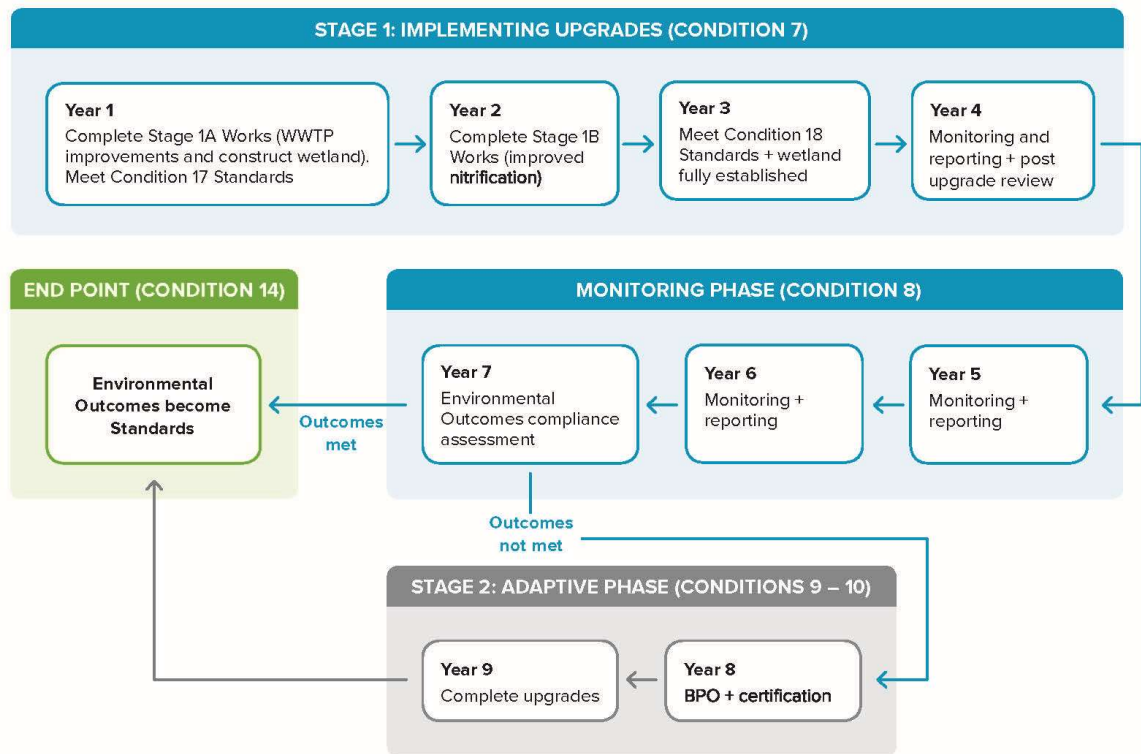 STAGE 1: IMPLEMENTING UPGRADES (CONDITION 7)
Year 1
Complete Stage 1A Works (WWTP
improvements and construct wetland).
Meet Condition 17 Standards
Year 2
Complete Stage 1B
Works (improved
nitrification)
Year 3
Meet Condition 18
Standards + wetland
fully established
Year 4
Monitoring and
reporting + post
upgrade review
END POINT (CONDITION 14)
Environmental
Outcomes become
Standards
Outcomes
met
MONITORING PHASE (CONDITION 8)
Year 7
Environmental
Outcomes compliance
assessment
Year 6
Monitoring +
reporting
Year 5
Monitoring +
reporting
Outcomes
not met
STAGE 2: ADAPTIVE PHASE (CONDITIONS 9 – 10)
Year 9
Complete upgrades
Year 8
BPO + certification